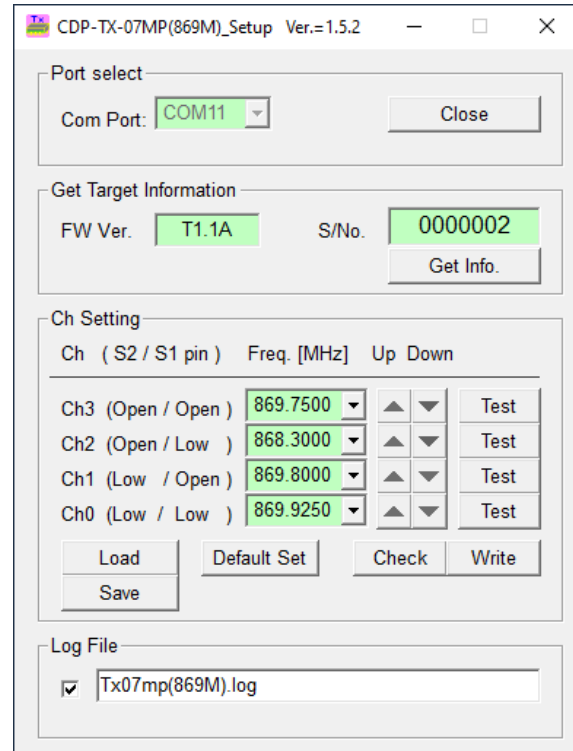 Tx
CDP-TX-07MP(869M)_Setup Ver.=1.5.2
Port select
Com Port: COM11 Close
Get Target Information
FW Ver. T1.1A S/No. 0000002
Get Info.
Ch Setting
Ch ( S2 / S1 pin ) Freq. [MHz] Up Down
Ch3 (Open / Open ) 869.7500 Test
Ch2 (Open / Low ) 868.3000 Test
Ch1 (Low / Open ) 869.8000 Test
Ch0 (Low / Low ) 869.9250 Test
Load Default Set Check Write
Save
Log File
Tx07mp(869M).log